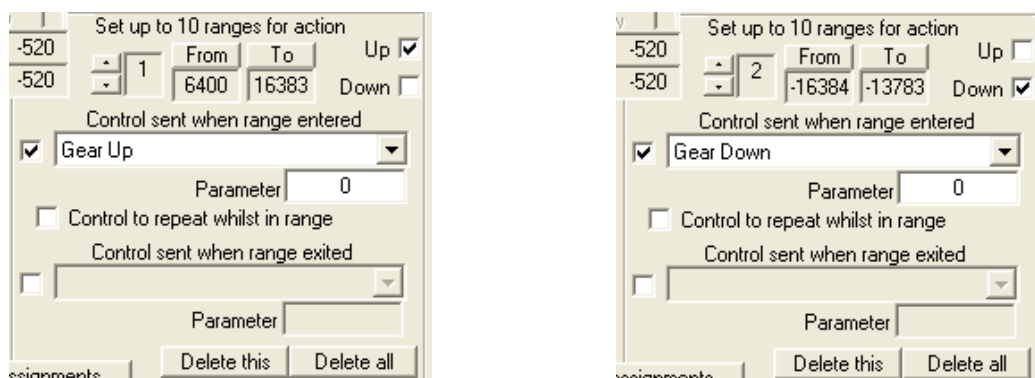 Set up to 10 ranges for action
-520
-520
1
From To
6400 16383
Up
Down
Control sent when range entered
Gear Up
Parameter 0
Control to repeat whilst in range
Control sent when range exited
Parameter
Delete this Delete all
Set up to 10 ranges for action
-520
-520
2
From To
-16384 -13783
Up
Down
Control sent when range entered
Gear Down
Parameter 0
Control to repeat whilst in range
Control sent when range exited
Parameter
Delete this Delete all